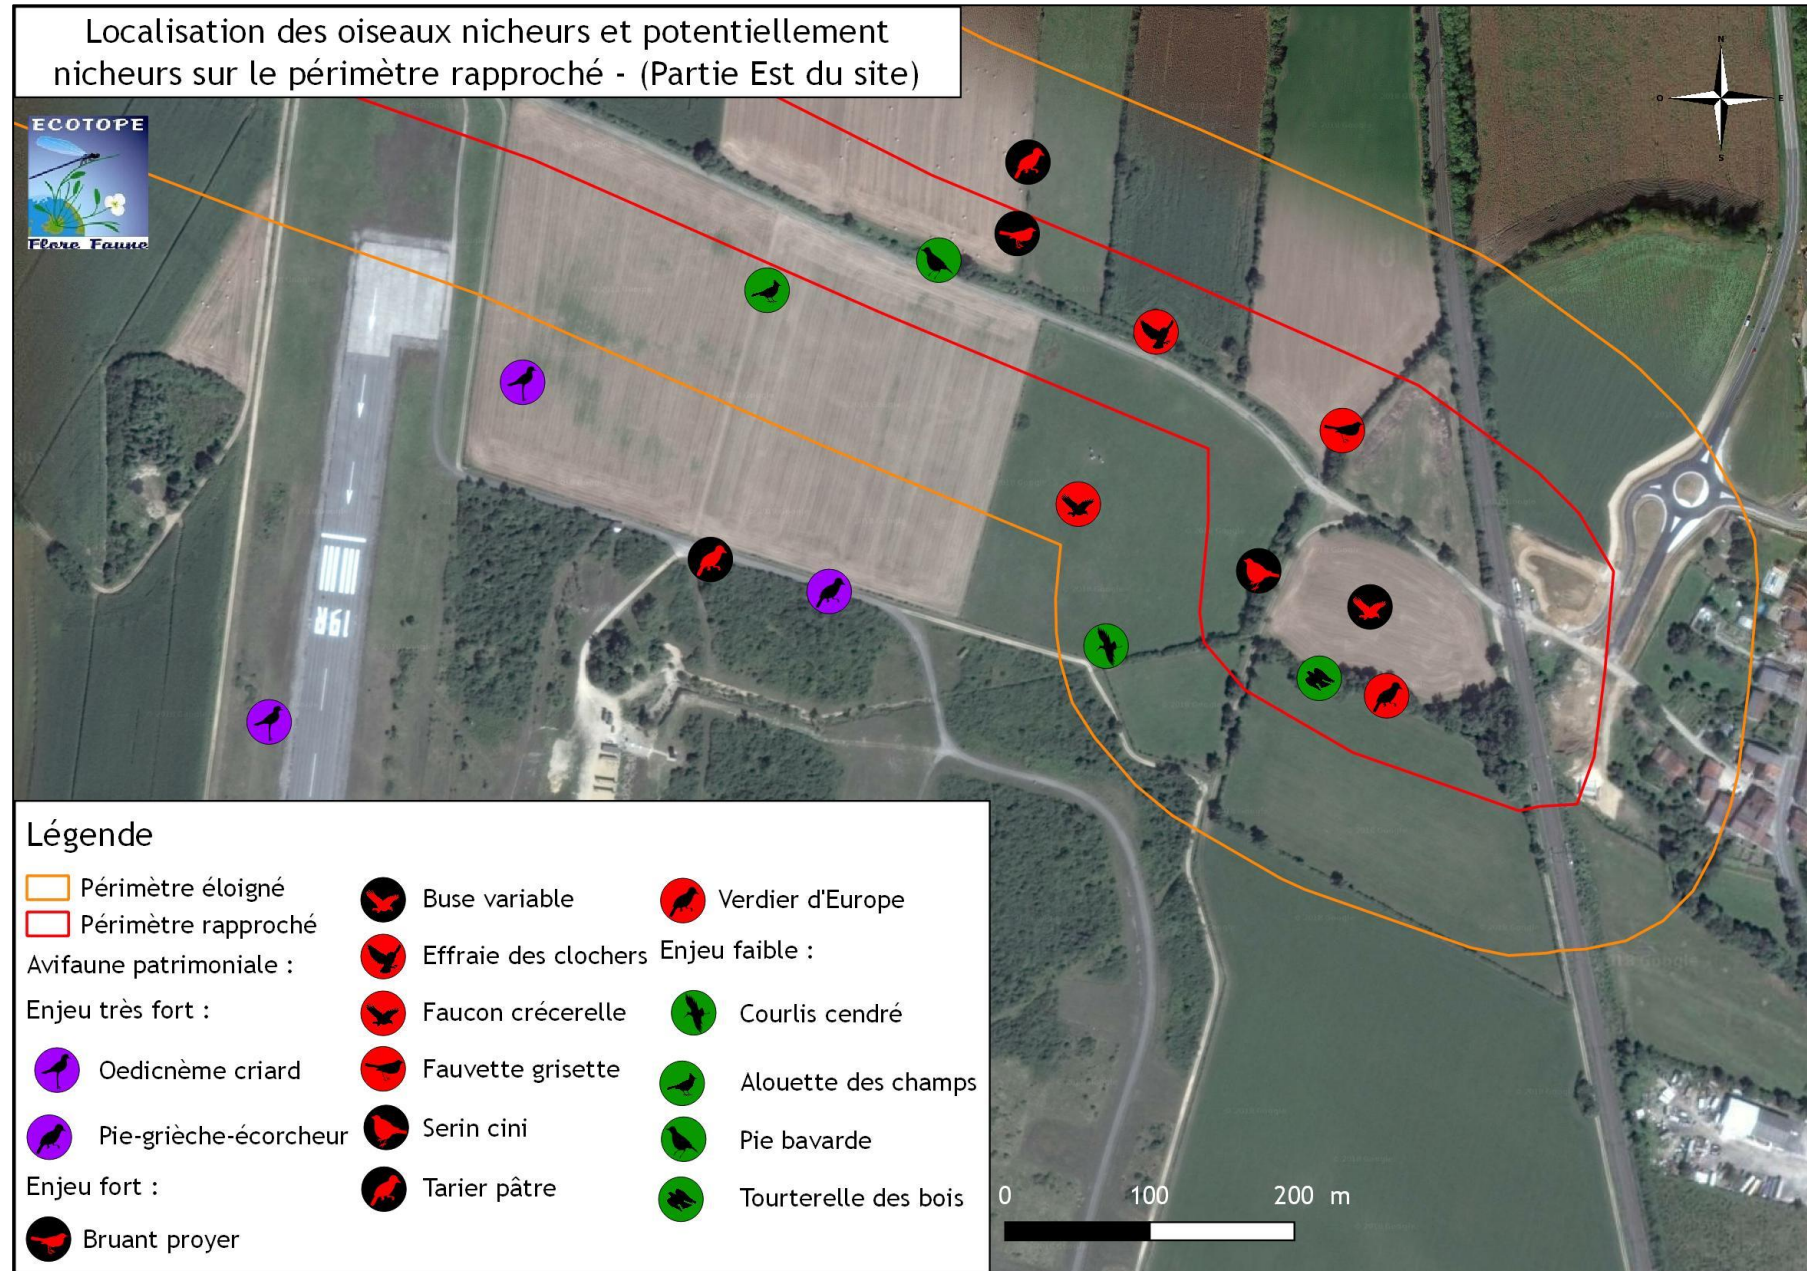 Localisation des oiseaux nicheurs et potentiellement
nicheurs sur le périmètre rapproché - (Partie Est du site)
ECOTOPE
Flore Faune
N
O
E
S
19R
Légende
Périmètre éloigné
Périmètre rapproché
Avifaune patrimoniale :
Enjeu très fort :
Oedicnème criard
Pie-grièche-écorcheur
Enjeu fort :
Bruant proyer
Buse variable
Effraie des clochers
Faucon crécerelle
Fauvette grisette
Serin cini
Tarier pâtre
Verdier d'Europe
Enjeu faible :
Courlis cendré
Alouette des champs
Pie bavarde
Tourterelle des bois
0 100 200 m